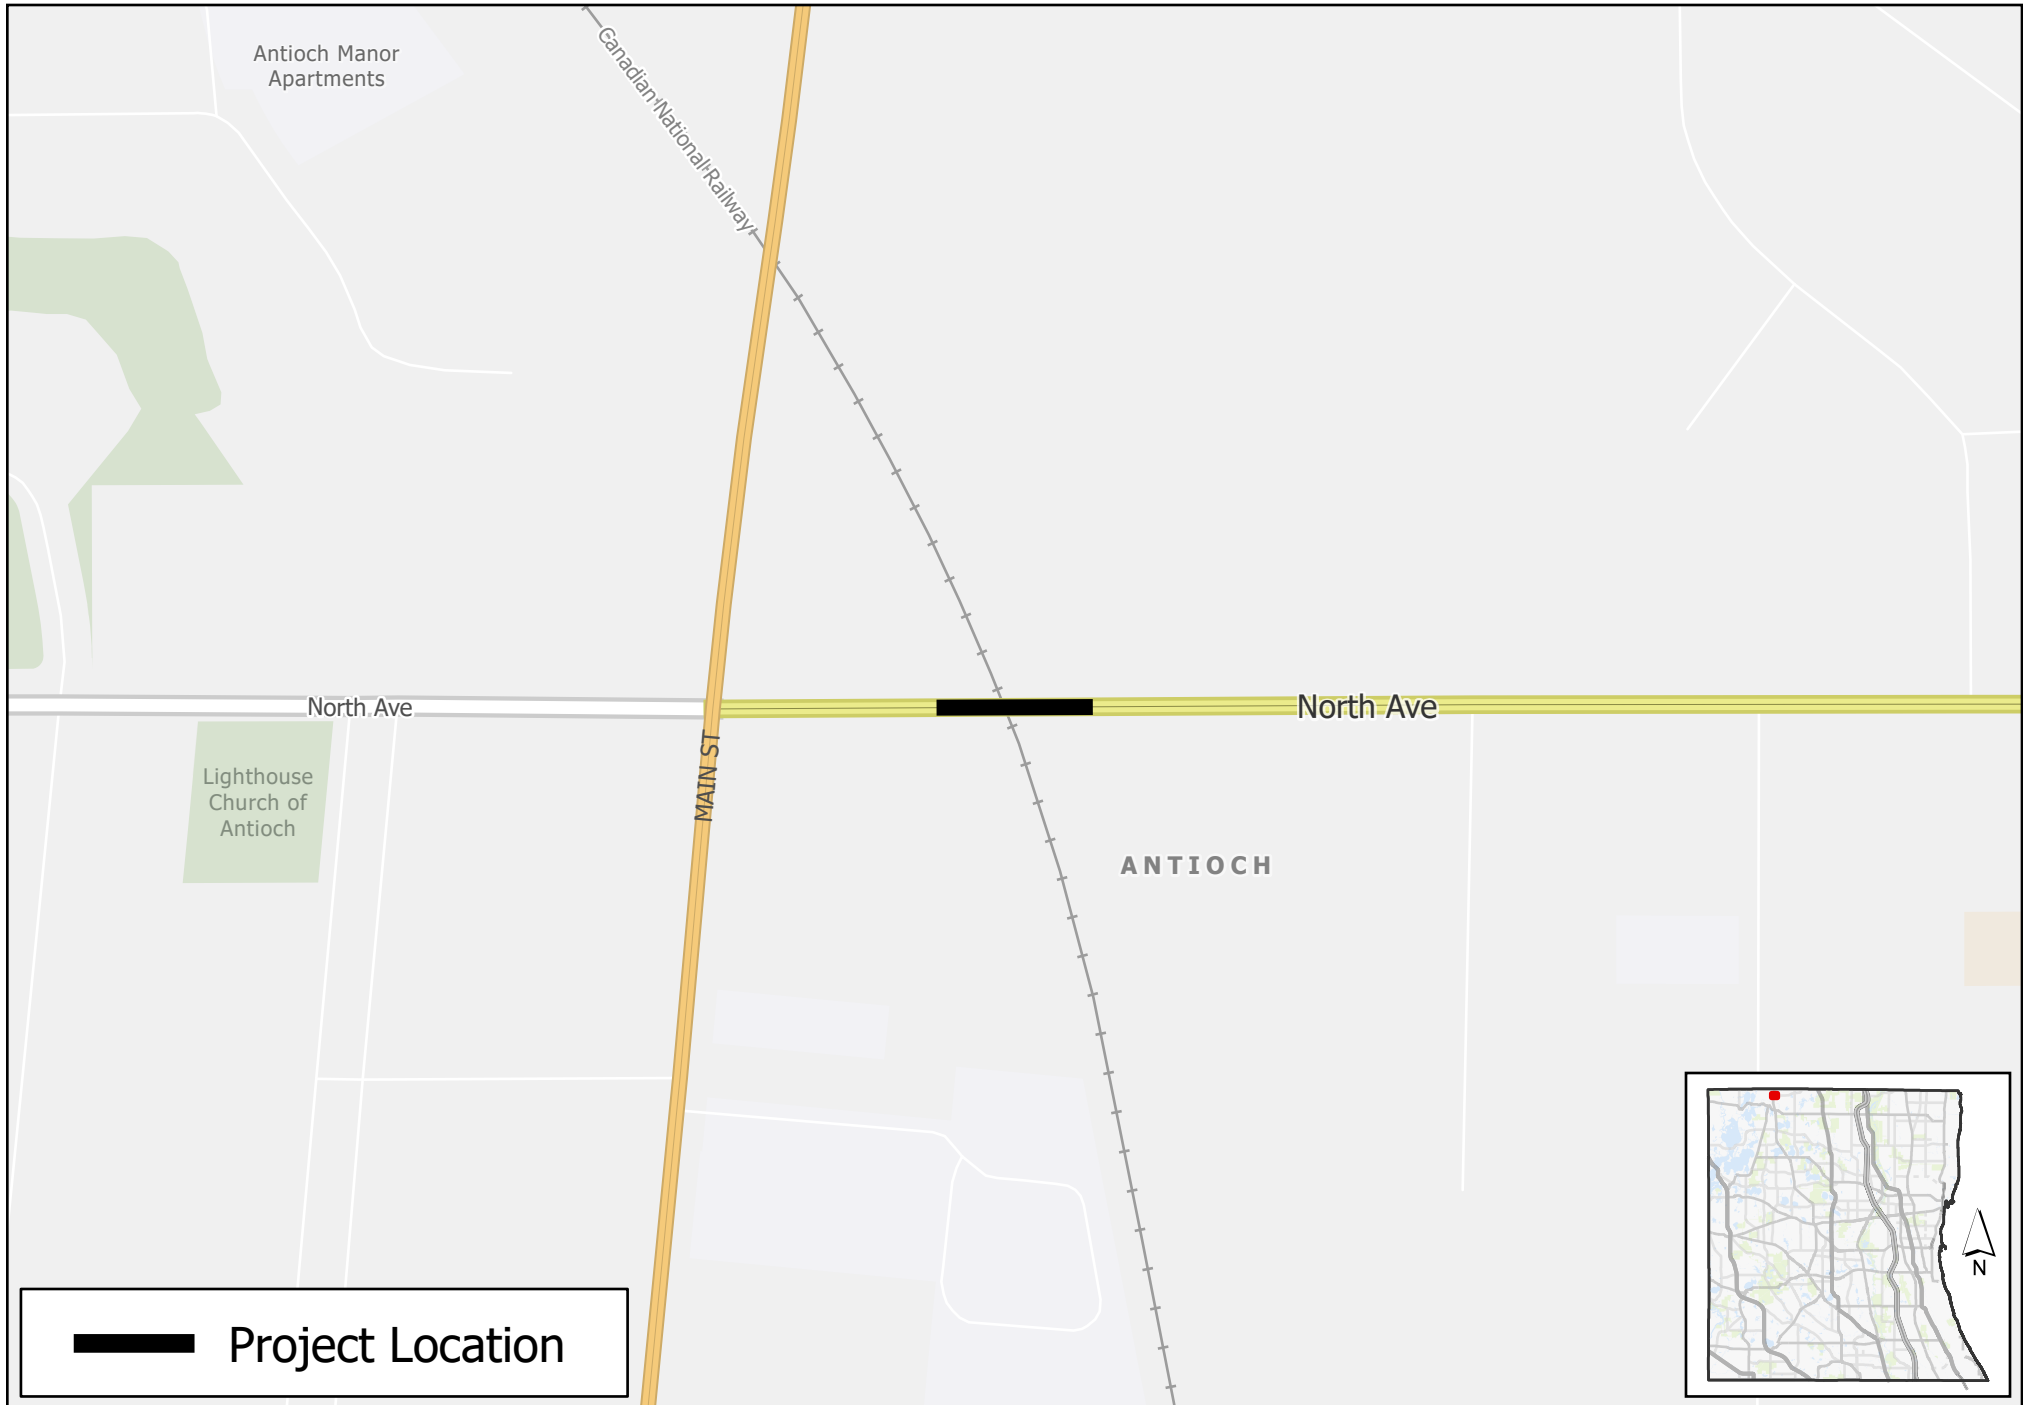 Antioch Manor
Apartments
Canadian National Railway
North Ave
North Ave
MAIN ST
Lighthouse
Church of
Antioch
ANTIOCH
N
Project Location